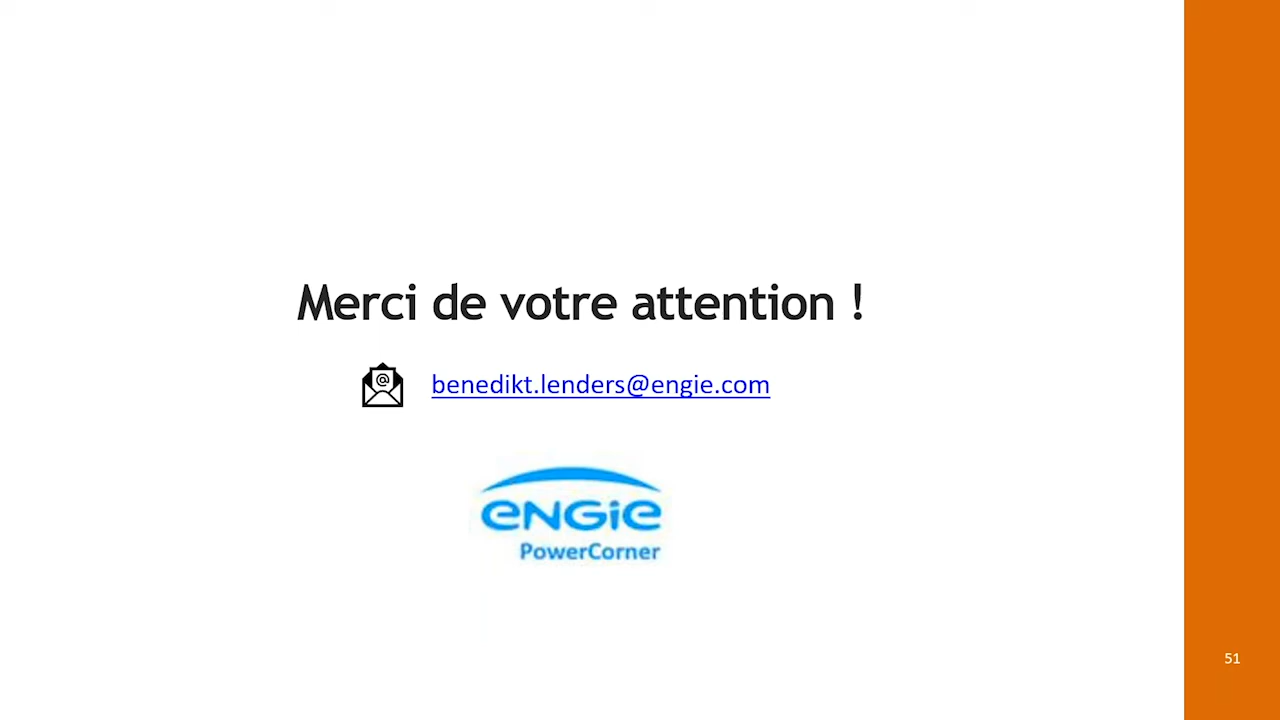 Merci de votre attention !
@
benedikt.lenders@engie.com
ENGIE
PowerCorner
51